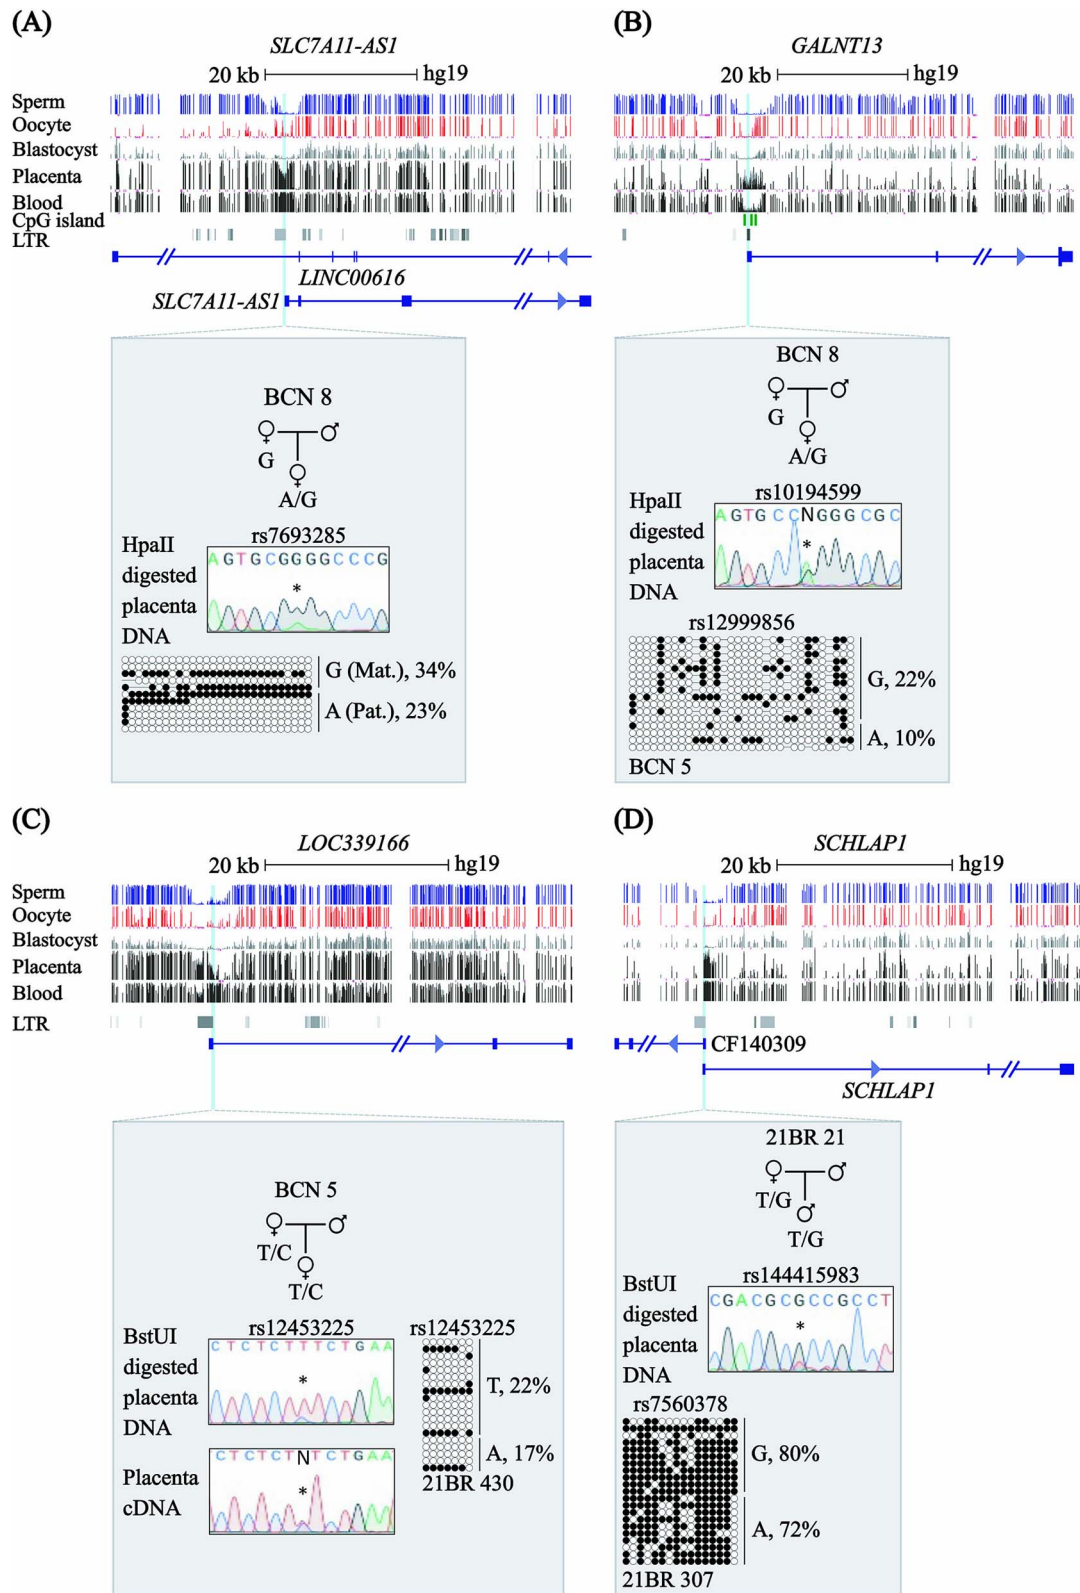 (A)
SLC7A11-AS1
20 kb hg19
Sperm
Oocyte
Blastocyst
Placenta
Blood
CpG island
LTR
LINC00616
SLC7A11-AS1
BCN 8
G
A/G
rs7693285
HpaII
digested
placenta
DNA
AGTGCGGGGCCCG
*
G (Mat.), 34%
A (Pat.), 23%
(B)
GALNT13
20 kb hg19
BCN 8
G
A/G
rs10194599
HpaII
digested
placenta
DNA
AGTGCCNGGGCGC
*
rs12999856
G, 22%
A, 10%
BCN 5
(C)
LOC339166
20 kb hg19
Sperm
Oocyte
Blastocyst
Placenta
Blood
LTR
BCN 5
T/C
T/C
rs12453225
BstUI
digested
placenta
DNA
CTCTCTTTCTGAA
*
Placenta
cDNA
CTCTCTNTCTGAA
*
rs12453225
T, 22%
A, 17%
21BR 430
(D)
SCHLAP1
20 kb hg19
CF140309
SCHLAP1
21BR 21
T/G
T/G
rs144415983
BstUI
digested
placenta
DNA
CGACGCGCCGCCT
*
rs7560378
G, 80%
A, 72%
21BR 307